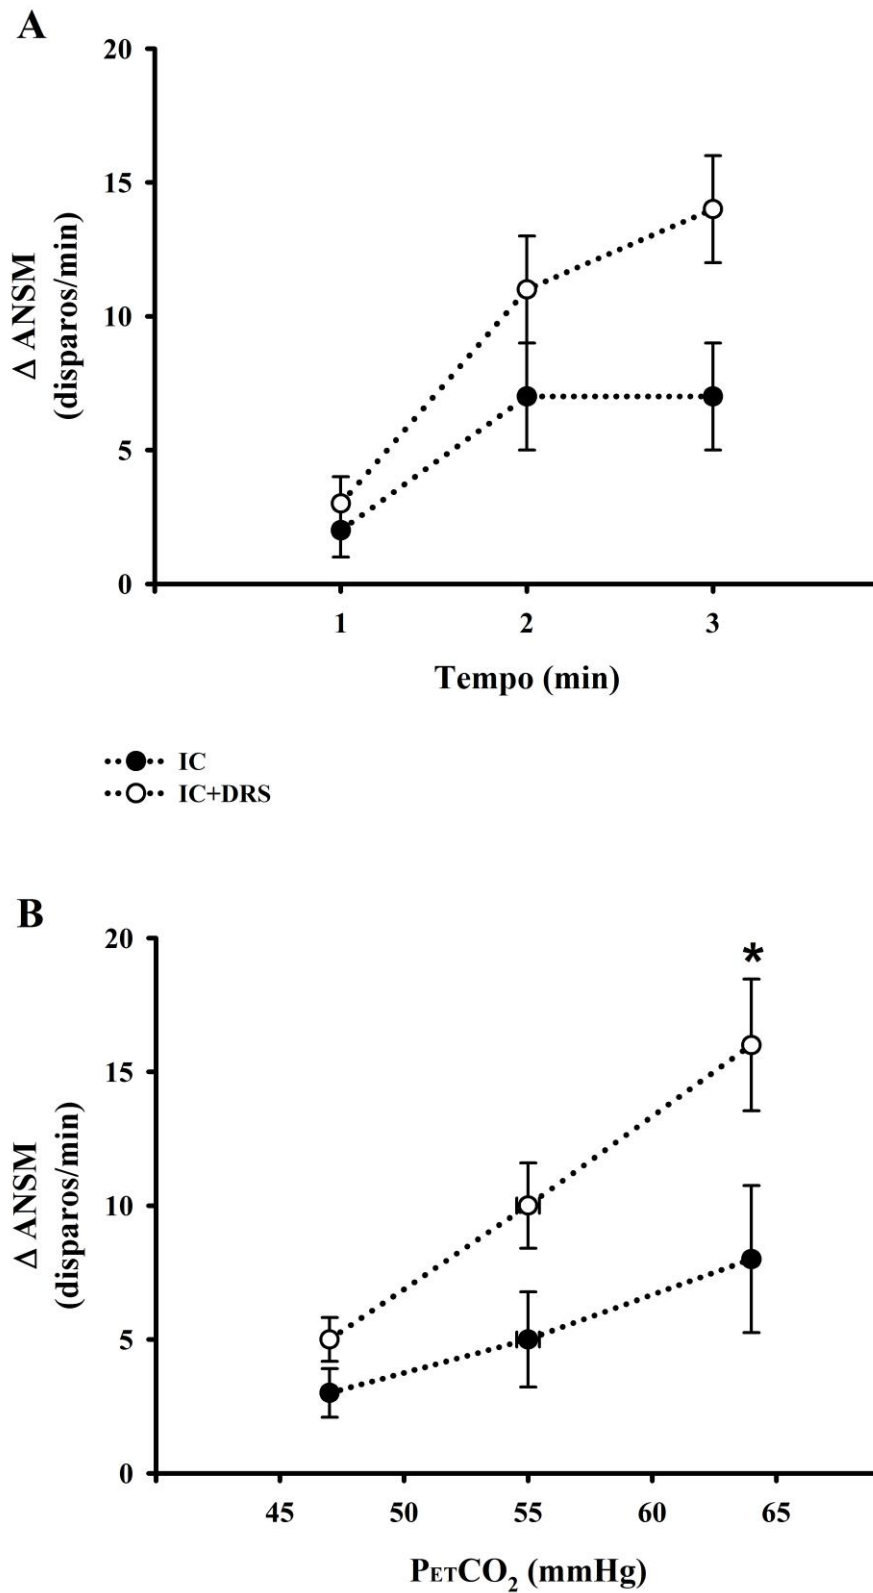 A
20
15
10
5
0
Δ ANSM
(disparos/min)
1 2 3
Tempo (min)
IC
IC+DRS
B
20
15
10
5
0
Δ ANSM
(disparos/min)
*
45 50 55 60 65
PETCO₂ (mmHg)